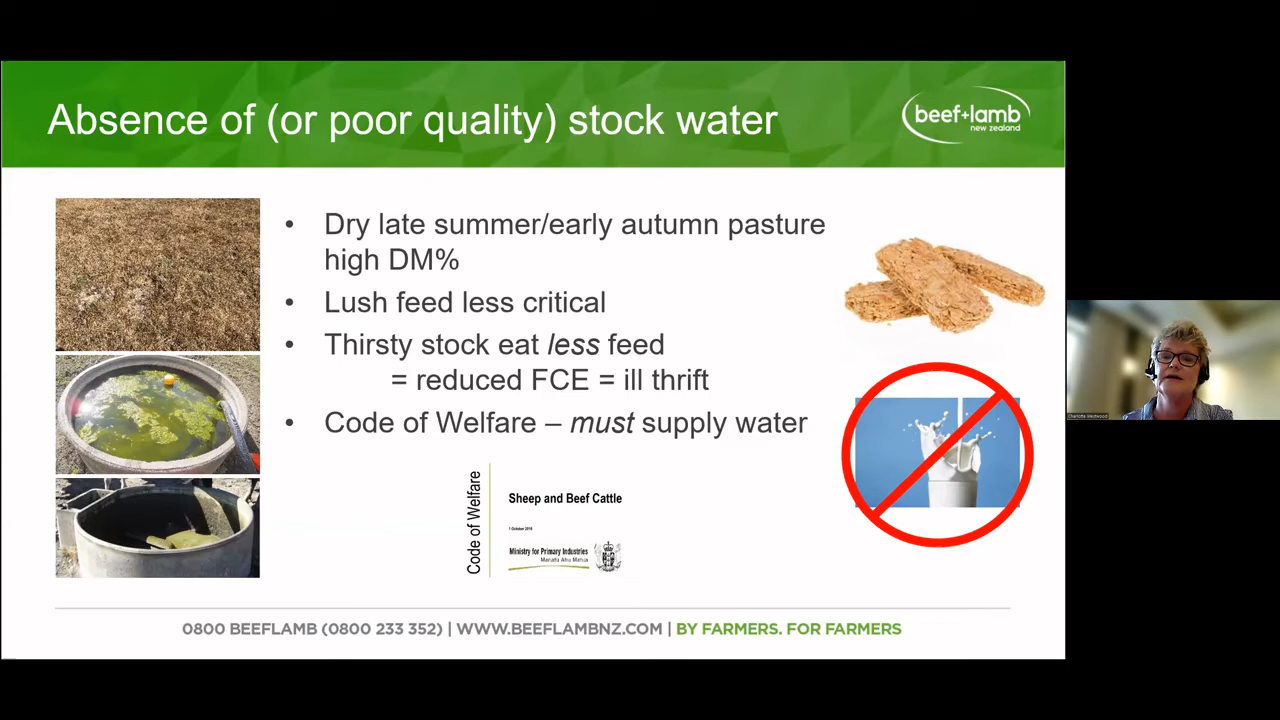 Absence of (or poor quality) stock water
beef+lamb
new zealand
• Dry late summer/early autumn pasture
high DM%
• Lush feed less critical
• Thirsty stock eat less feed
= reduced FCE = ill thrift
• Code of Welfare – must supply water
Code of Welfare
Sheep and Beef Cattle
Ministry for Primary Industries
Manatū Ahu Matua
Charlotte Westwood
0800 BEEFLAMB (0800 233 352) | WWW.BEEFLAMBNZ.COM | BY FARMERS. FOR FARMERS